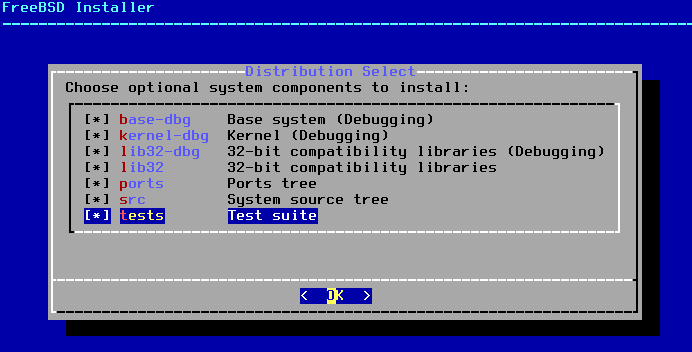 FreeBSD Installer
Distribution Select
Choose optional system components to install:
[*] base-dbg Base system (Debugging)
[*] kernel-dbg Kernel (Debugging)
[*] lib32-dbg 32-bit compatibility libraries (Debugging)
[*] lib32 32-bit compatibility libraries
[*] ports Ports tree
[*] src System source tree
[*] tests Test suite
< OK >